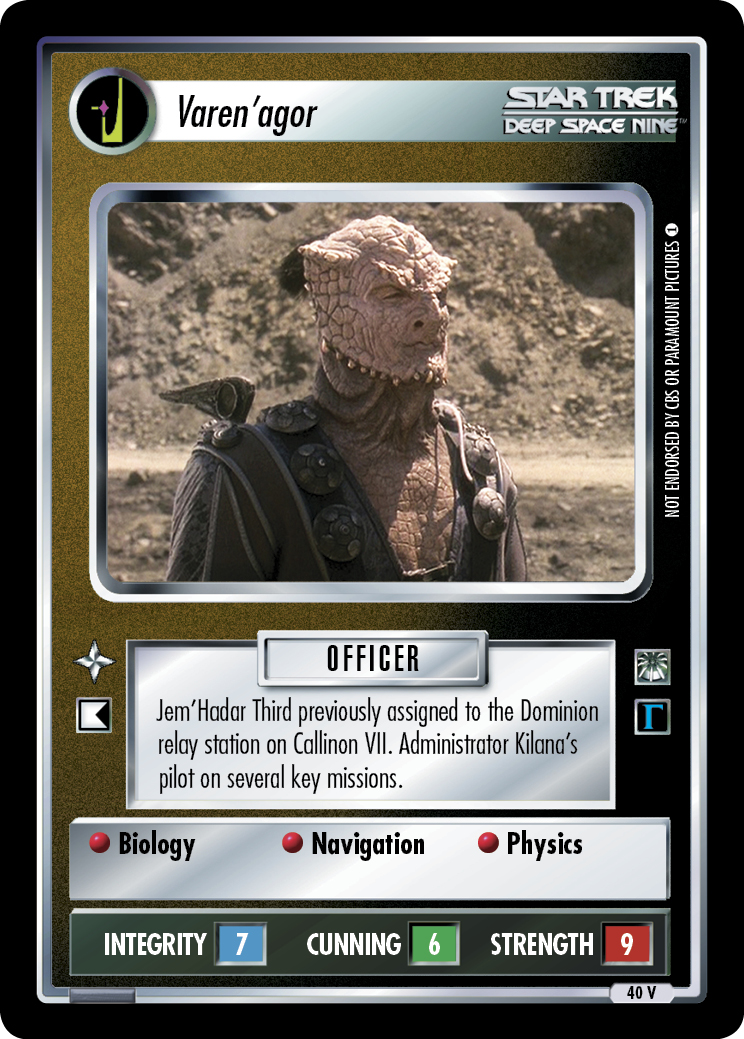 Varen'agor
STAR TREK
DEEP SPACE NINE™
NOT ENDORSED BY CBS OR PARAMOUNT PICTURES 1
OFFICER
Jem'Hadar Third previously assigned to the Dominion
relay station on Callinon VII. Administrator Kilana's
pilot on several key missions.
Γ
Biology Navigation Physics
INTEGRITY 7 CUNNING 6 STRENGTH 9
40 V